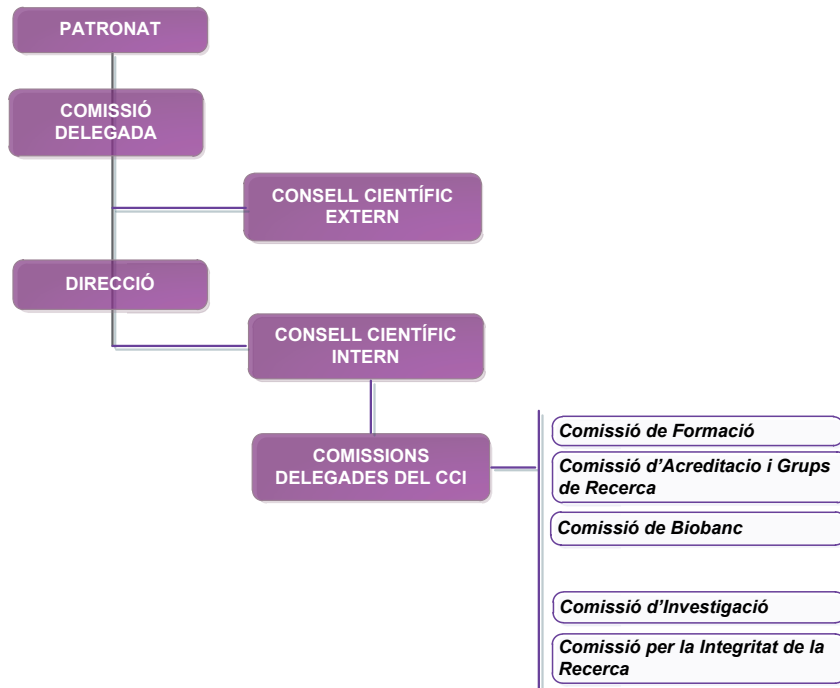 PATRONAT
COMISSIÓ
DELEGADA
CONSELL CIENTÍFIC
EXTERN
DIRECCIÓ
CONSELL CIENTÍFIC
INTERN
COMISSIONS
DELEGADES DEL CCI
Comissió de Formació
Comissió d’Acreditacio i Grups
de Recerca
Comissió de Biobanc
Comissió d’Investigació
Comissió per la Integritat de la
Recerca